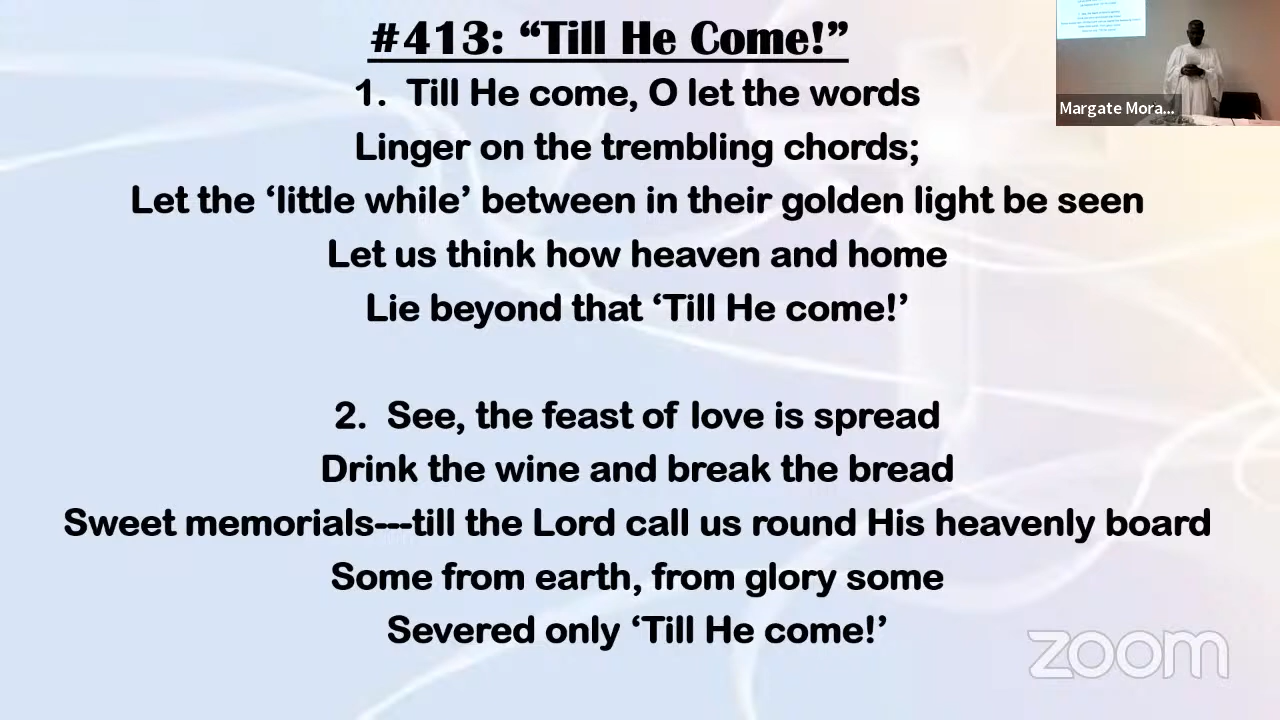 #413: “Till He Come!”
1. Till He come, O let the words
Linger on the trembling chords;
Let the ‘little while’ between in their golden light be seen
Let us think how heaven and home
Lie beyond that ‘Till He come!’
2. See, the feast of love is spread
Drink the wine and break the bread
Sweet memorials---till the Lord call us round His heavenly board
Some from earth, from glory some
Severed only ‘Till He come!’
Margate Mora...
zoom